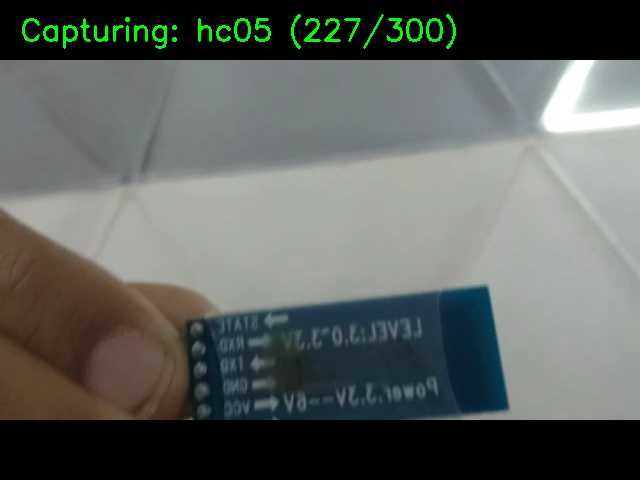 Capturing: hc05 (227/300)
STATE
RXD
LEVEL:3.0-3.3V
TXD
GND
VCC
Power:3.3V--6V